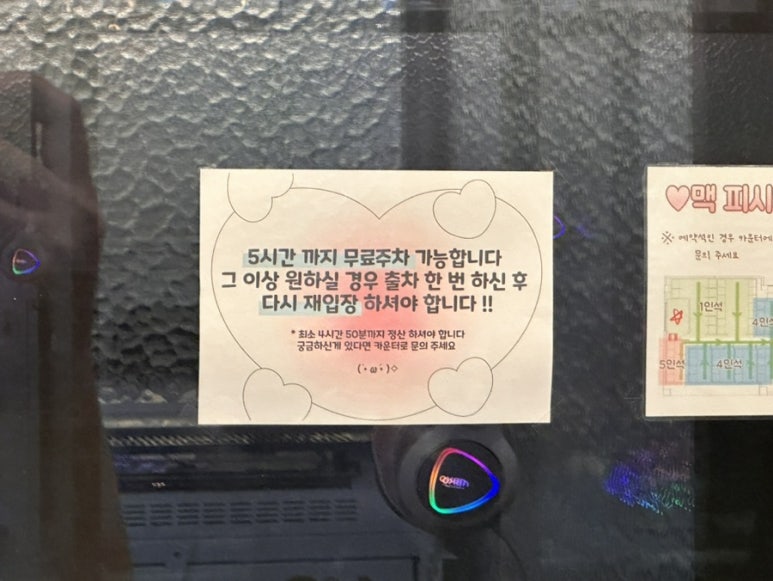 5시간 까지 무료주차 가능합니다
그 이상 원하실 경우 출차 한 번 하신 후
다시 재입장 하셔야 합니다 !!
* 최소 4시간 50분까지 정산 하셔야 합니다
궁금하신게 있다면 카운터로 문의 주세요
(･ω･)◇
♥맥 피시
※ 예약석인 경우 카운터에
문의 주세요
1인석
4인석
5인석
4인석